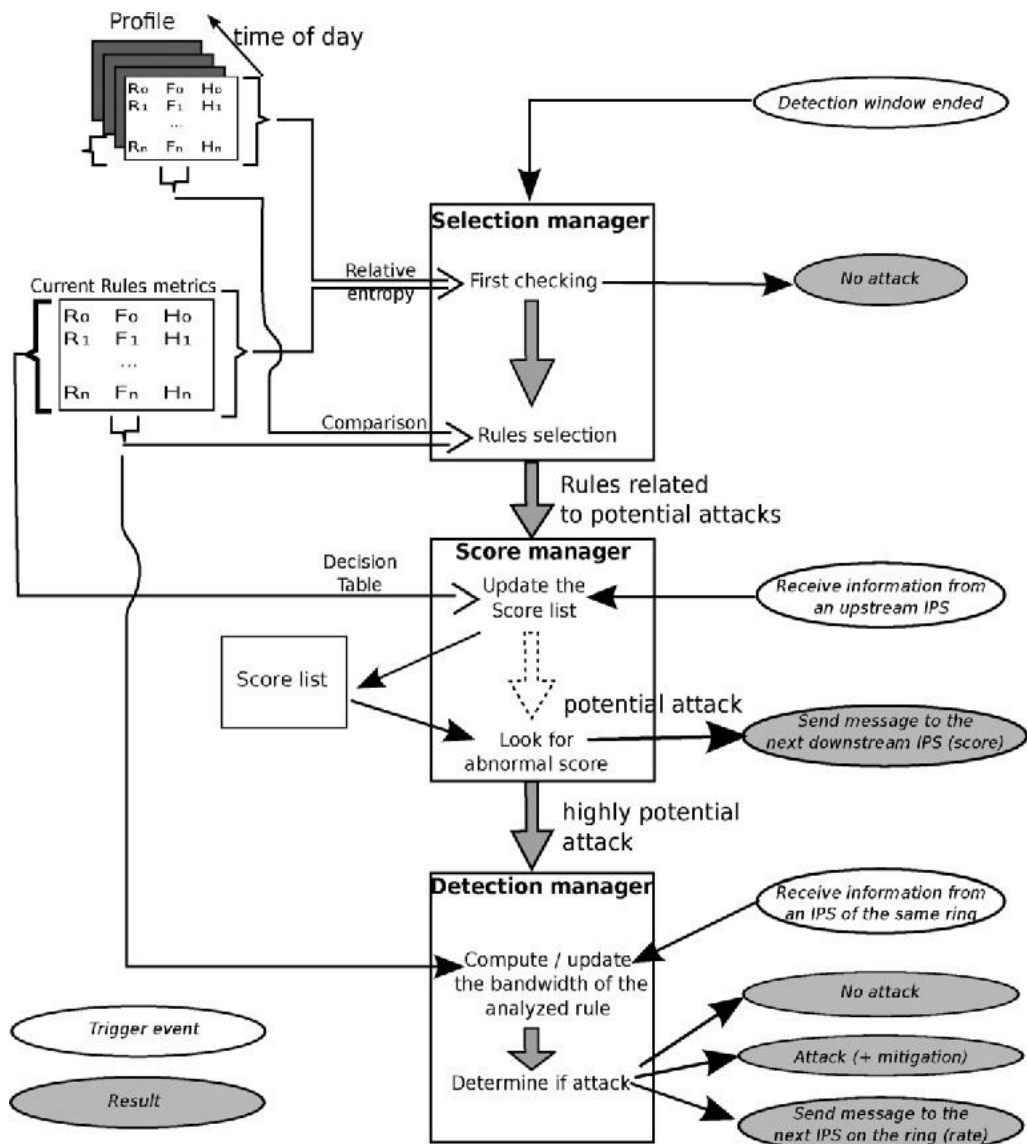 Profile
time of day
R₀ F₀ H₀
R₁ F₁ H₁
...
Rₙ Fₙ Hₙ
Detection window ended
Selection manager
Relative
entropy
First checking
No attack
Current Rules metrics
R₀ F₀ H₀
R₁ F₁ H₁
...
Rₙ Fₙ Hₙ
Comparison
Rules selection
Rules related
to potential attacks
Score manager
Decision
Table
Update the
Score list
Receive information from
an upstream IPS
Score list
potential attack
Look for
abnormal score
Send message to the
next downstream IPS (score)
highly potential
attack
Detection manager
Receive information from
an IPS of the same ring
Compute / update
the bandwidth of the
analyzed rule
No attack
Trigger event
Determine if attack
Attack (+ mitigation)
Result
Send message to the
next IPS on the ring (rate)